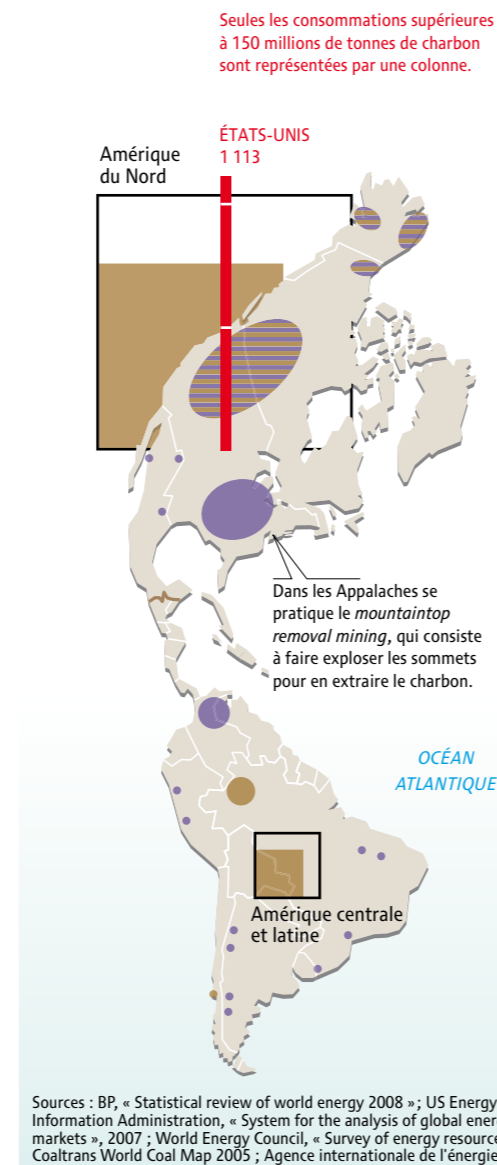 Seules les consommations supérieures
à 150 millions de tonnes de charbon
sont représentées par une colonne.
ÉTATS-UNIS
1 113
Amérique
du Nord
Dans les Appalaches se
pratique le mountaintop
removal mining, qui consiste
à faire exploser les sommets
pour en extraire le charbon.
OCÉAN
ATLANTIQUE
Amérique centrale
et latine
Sources : BP, « Statistical review of world energy 2008 » ; US Energy
Information Administration, « System for the analysis of global ener
markets », 2007 ; World Energy Council, « Survey of energy resource
Coaltrans World Coal Map 2005 ; Agence internationale de l'énergie